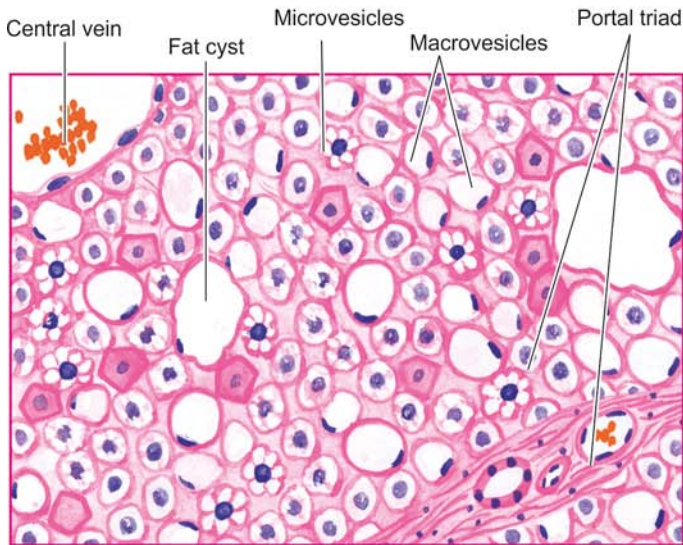 Central vein
Fat cyst
Microvesicles
Macrovesicles
Portal triad